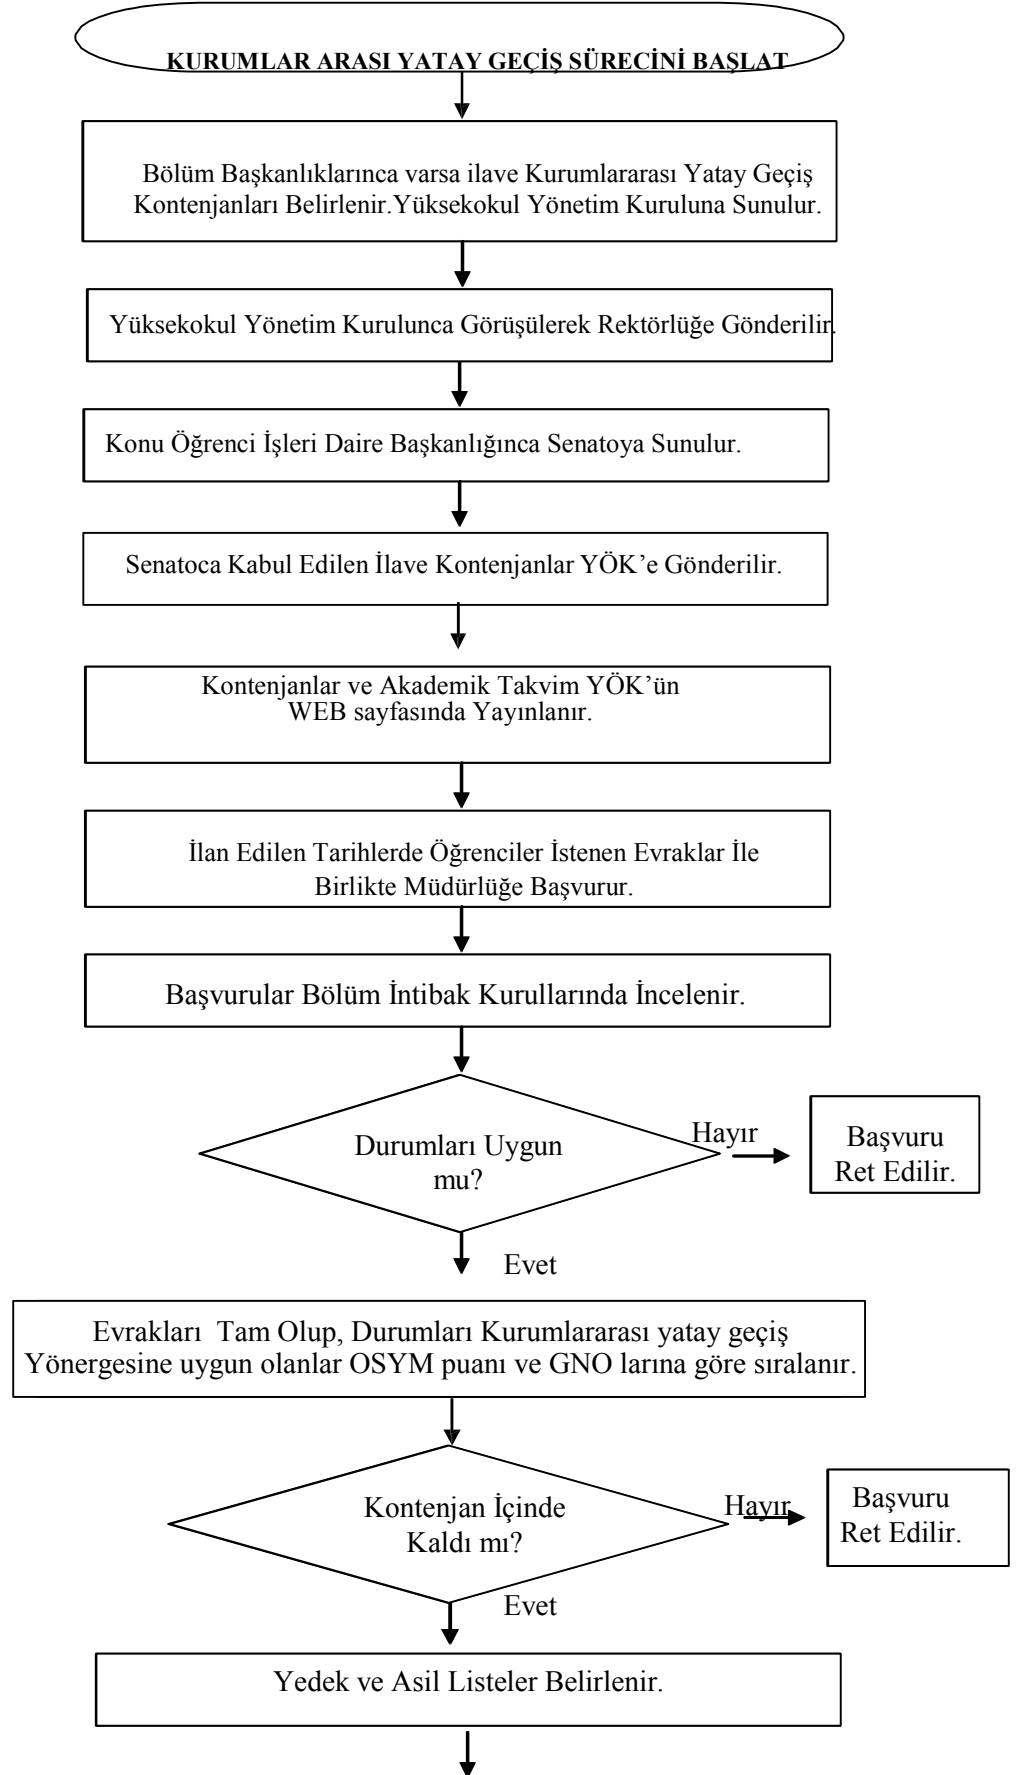 KURUMLAR ARASI YATAY GEÇİŞ SÜRECİNİ BAŞLAT
Bölüm Başkanlıklarınca varsa ilave Kurumlararası Yatay Geçiş
Kontenjanları Belirlenir.Yüksekokul Yönetim Kuruluna Sunulur.
Yüksekokul Yönetim Kurulunca Görüşülerek Rektörlüğe Gönderilir.
Konu Öğrenci İşleri Daire Başkanlığınca Senatoya Sunulur.
Senatoca Kabul Edilen İlave Kontenjanlar YÖK’e Gönderilir.
Kontenjanlar ve Akademik Takvim YÖK’ün
WEB sayfasında Yayınlanır.
İlan Edilen Tarihlerde Öğrenciler İstenen Evraklar İle
Birlikte Müdürlüğe Başvurur.
Başvurular Bölüm İntibak Kurullarında İncelenir.
Durumları Uygun
mu?
Hayır
Başvuru
Ret Edilir.
Evet
Evrakları Tam Olup, Durumları Kurumlararası yatay geçiş
Yönergesine uygun olanlar OSYM puanı ve GNO larına göre sıralanır.
Kontenjan İçinde
Kaldı mı?
Hayır
Başvuru
Ret Edilir.
Evet
Yedek ve Asil Listeler Belirlenir.